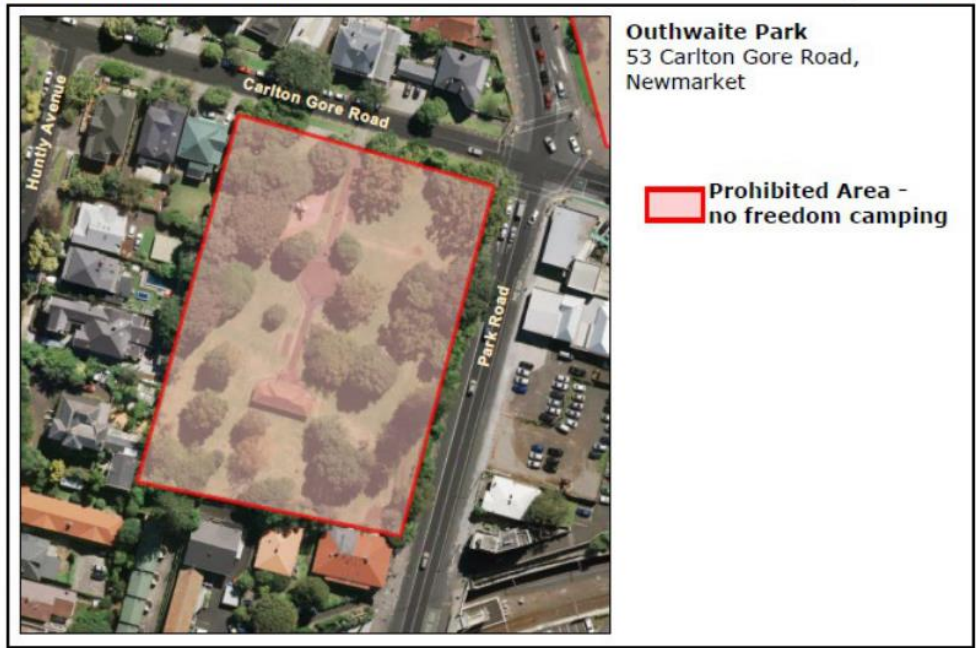 Outhwaite Park
53 Carlton Gore Road,
Newmarket
Prohibited Area -
no freedom camping
Carlton Gore Road
Huntly Avenue
Park Road